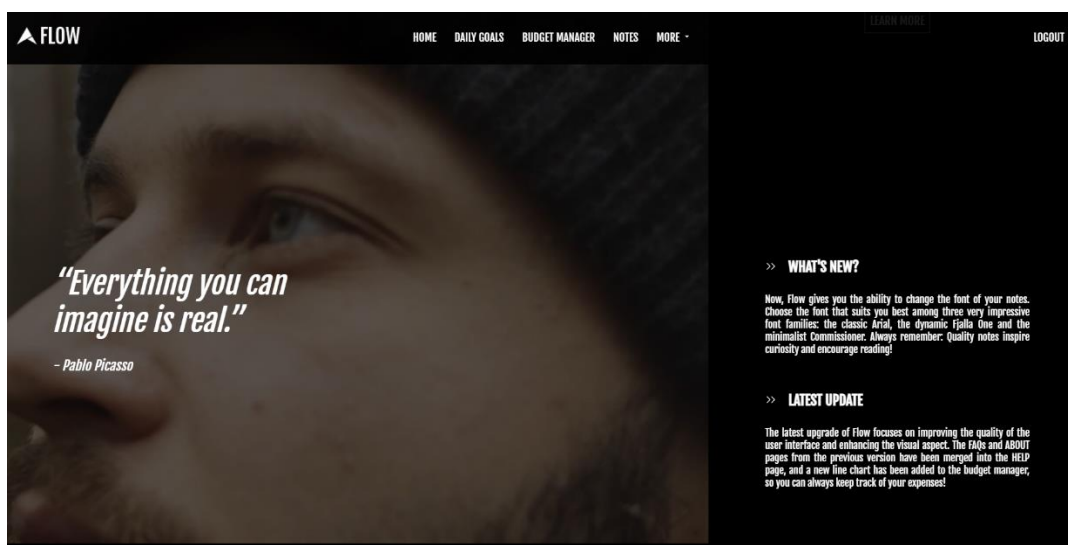 FLOW
HOME DAILY GOALS BUDGET MANAGER NOTES MORE
LEARN MORE
LOGOUT
“Everything you can
imagine is real.”
- Pablo Picasso
>> WHAT'S NEW?
Now, Flow gives you the ability to change the font of your notes.
Choose the font that suits you best among three very impressive
font families: the classic Arial, the dynamic Fjalla One and the
minimalist Commissioner. Always remember: Quality notes inspire
curiosity and encourage reading!
>> LATEST UPDATE
The latest upgrade of Flow focuses on improving the quality of the
user interface and enhancing the visual aspect. The FAQs and ABOUT
pages from the previous version have been merged into the HELP
page, and a new line chart has been added to the budget manager,
so you can always keep track of your expenses!